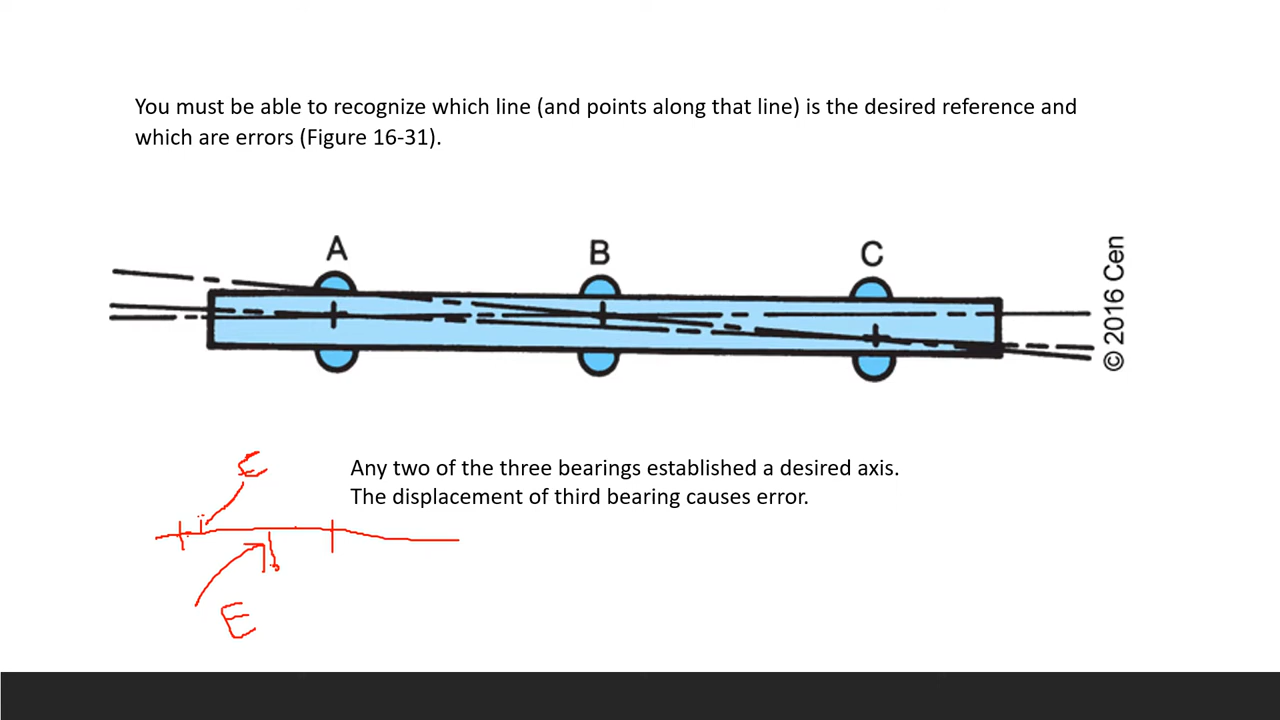 You must be able to recognize which line (and points along that line) is the desired reference and
which are errors (Figure 16-31).
A
B
C
© 2016 Cen
E
Any two of the three bearings established a desired axis.
The displacement of third bearing causes error.
E